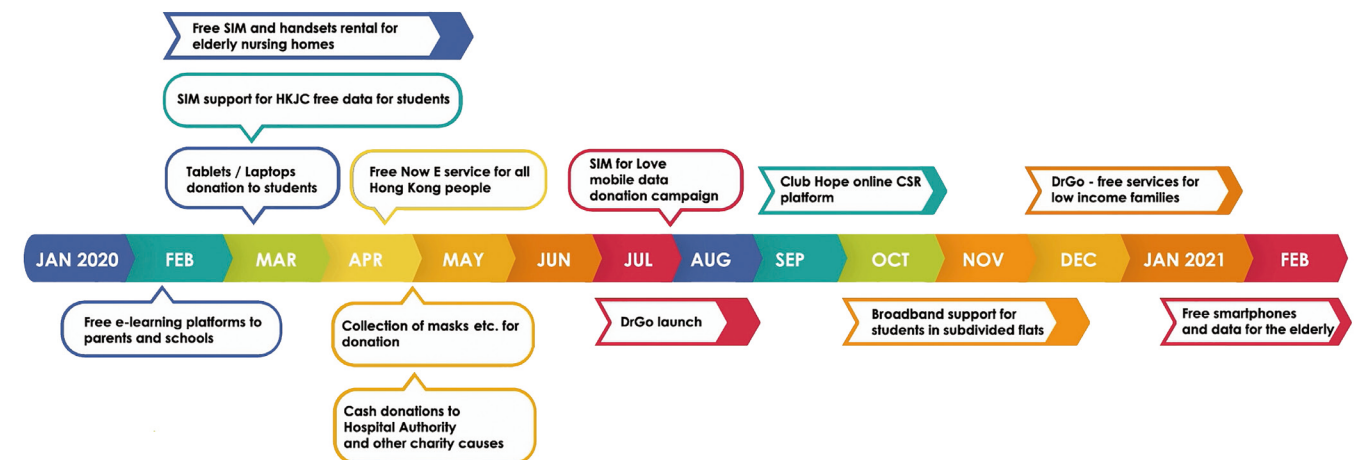 Free SIM and handsets rental for
elderly nursing homes
SIM support for HKJC free data for students
Tablets / Laptops
donation to students
Free Now E service for all
Hong Kong people
SIM for Love
mobile data
donation campaign
Club Hope online CSR
platform
DrGo - free services for
low income families
JAN 2020 FEB MAR APR MAY JUN JUL AUG SEP OCT NOV DEC JAN 2021 FEB
Free e-learning platforms to
parents and schools
Collection of masks etc. for
donation
Cash donations to
Hospital Authority
and other charity causes
DrGo launch
Broadband support for
students in subdivided flats
Free smartphones
and data for the elderly